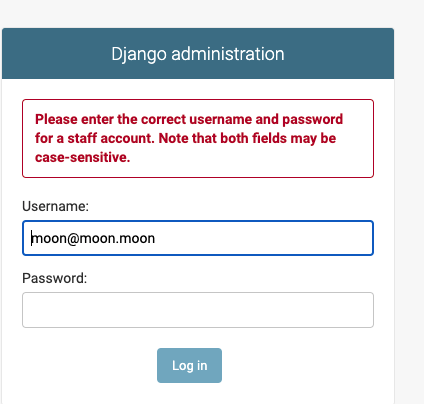 Django administration
Please enter the correct username and password
for a staff account. Note that both fields may be
case-sensitive.
Username:
moon@moon.moon
Password:
Log in